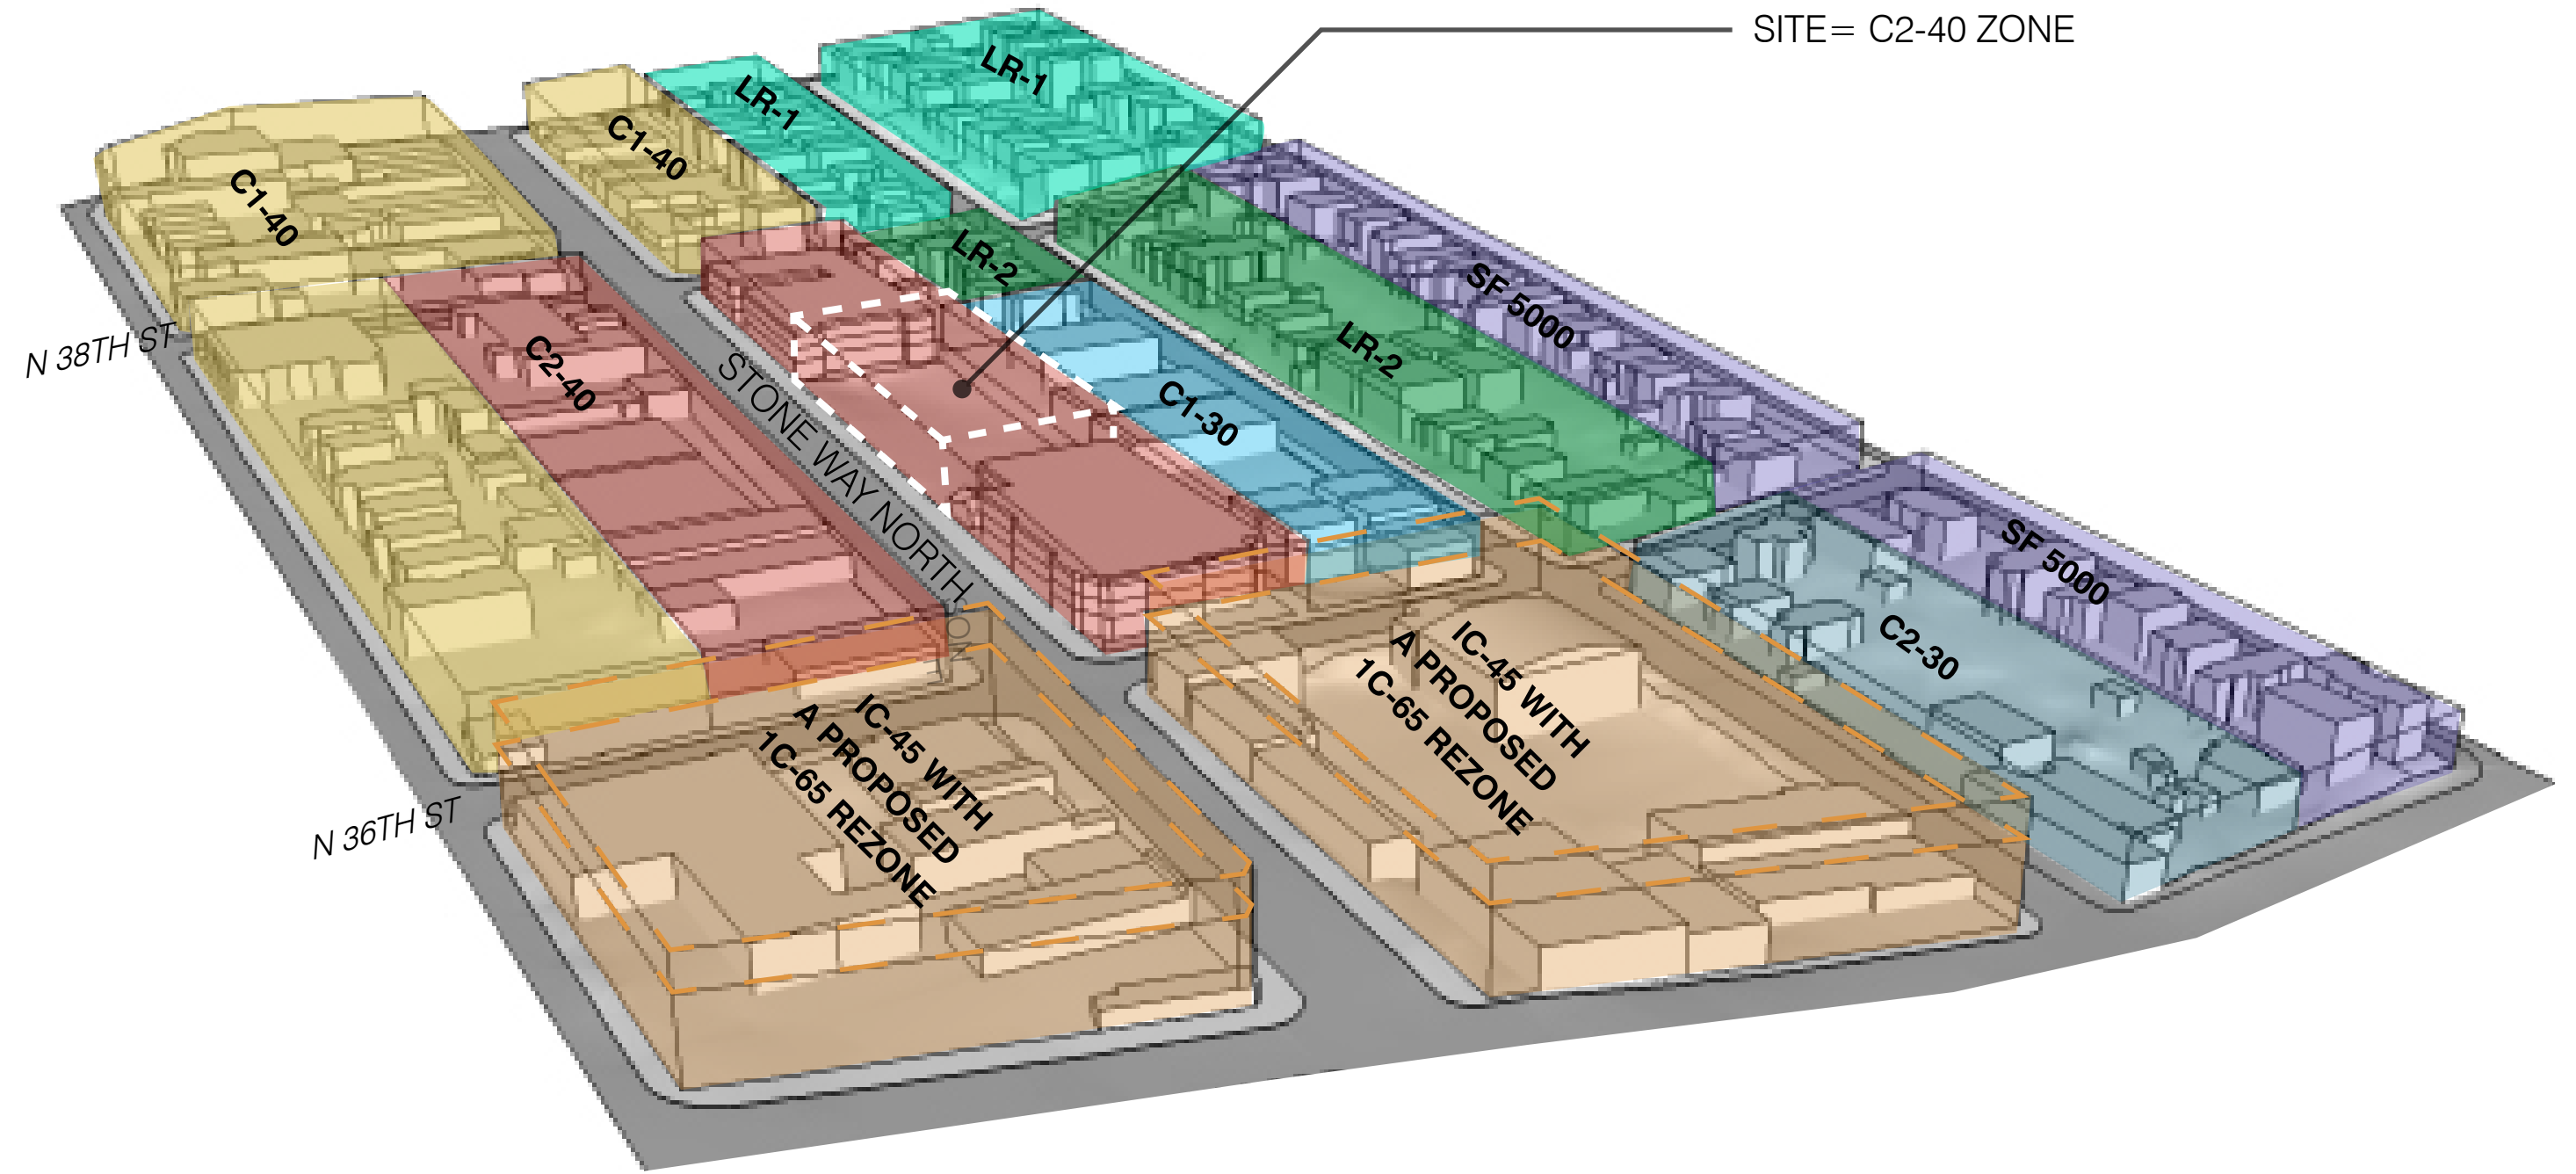 SITE= C2-40 ZONE
LR-1
LR-1
C1-40
C1-40
LR-2
SF 5000
N 38TH ST
C2-40
LR-2
C1-30
STONE WAY NORTH
SF 5000
C2-30
IC-45 WITH
A PROPOSED
1C-65 REZONE
IC-45 WITH
A PROPOSED
1C-65 REZONE
N 36TH ST